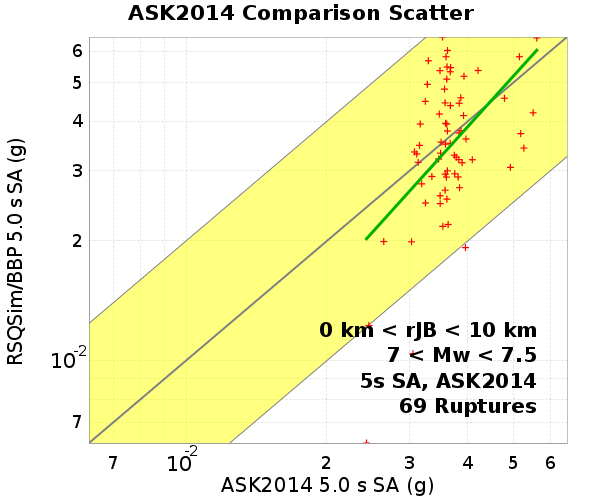 ASK2014 Comparison Scatter
RSQSim/BBP 5.0 s SA (g)
6
5
4
3
2
10-2
7
0 km < rJB < 10 km
7 < Mw < 7.5
5s SA, ASK2014
69 Ruptures
7 10-2 2 3 4 5 6
ASK2014 5.0 s SA (g)